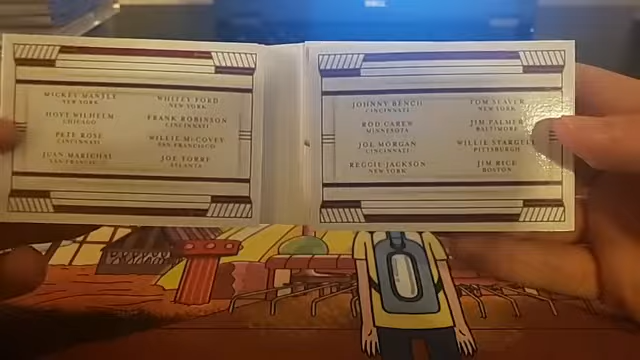 MICKEY MANTLE
NEW YORK
HOYT WILHELM
CHICAGO
PETE ROSE
CINCINNATI
JUAN MARICHAL
SAN FRANCISCO
WHITEY FORD
NEW YORK
FRANK ROBINSON
CINCINNATI
WILLIE McCOVEY
SAN FRANCISCO
JOE TORRE
ATLANTA
JOHNNY BENCH
CINCINNATI
ROD CAREW
MINNESOTA
JOE MORGAN
CINCINNATI
REGGIE JACKSON
NEW YORK
TOM SEAVER
NEW YORK
JIM PALMER
BALTIMORE
WILLIE STARGELL
PITTSBURGH
JIM RICE
BOSTON